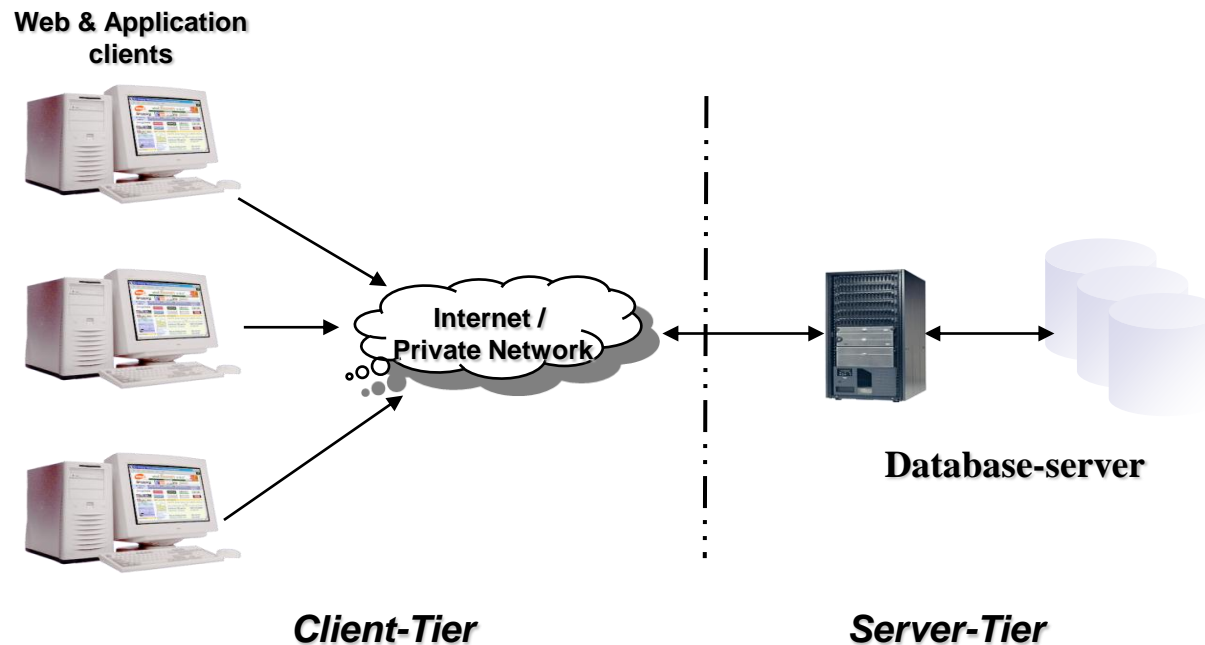 Web & Application
clients
Internet /
Private Network
Database-server
Client-Tier
Server-Tier